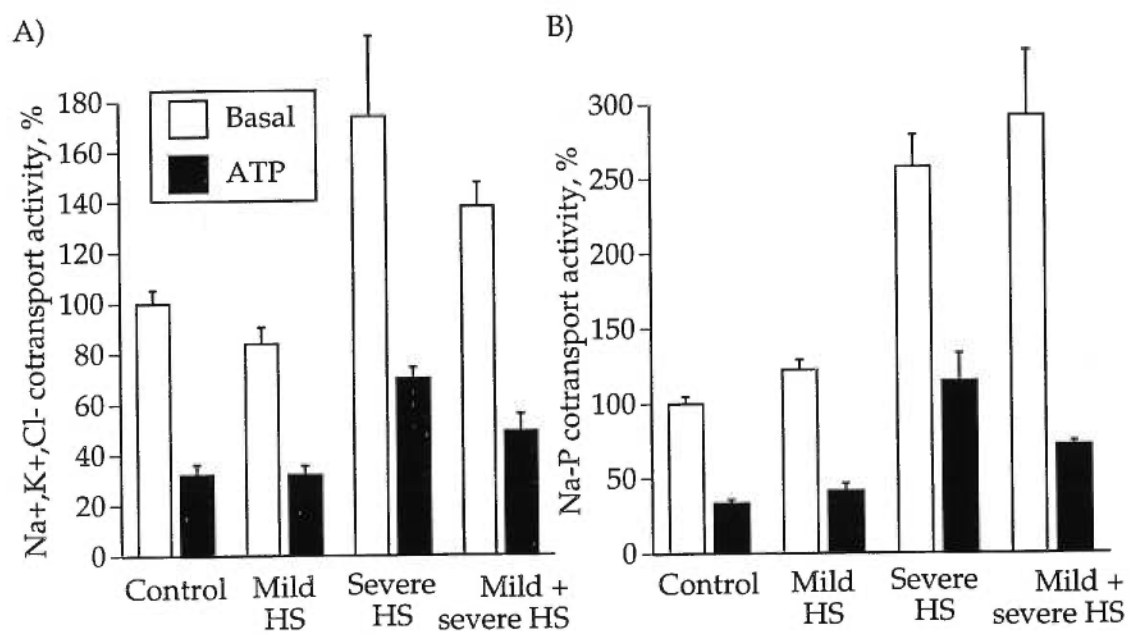 A)
Na+,K+,Cl- cotransport activity, %
180
160
140
120
100
80
60
40
20
0
Basal
ATP
Control
Mild
HS
Severe
HS
Mild +
severe HS
B)
Na-P cotransport activity, %
300
250
200
150
100
50
0
Control
Mild
HS
Severe
HS
Mild +
severe HS